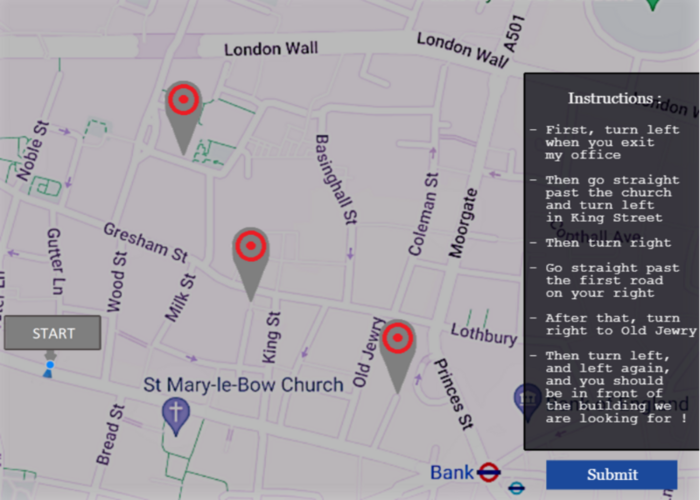 London Wall
London Wall
A501
Instructions :
London W
- First, turn left
when you exit
my office
- Then go straight
past the church
and turn left
in King Street
- Then turn right
- Go straight past
the first road
on your right
- After that, turn
right to Old Jewry
- Then turn left,
and left again,
and you should
be in front of
the building we
are looking for !
Submit
Noble St
Basinghall St
Coleman St
Moorgate
Copthall Ave
Gresham St
Gutter Ln
Wood St
Milk St
King St
Old Jewry
Lothbury
START
St Mary-le-Bow Church
Princes St
Bread St
Bank